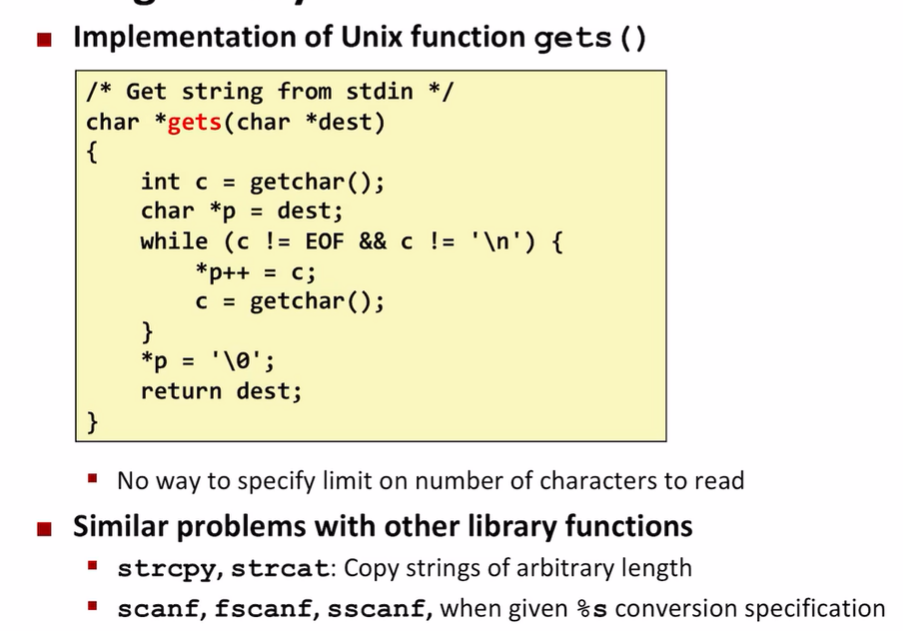 Implementation of Unix function gets()
/* Get string from stdin */
char *gets(char *dest)
{
    int c = getchar();
    char *p = dest;
    while (c != EOF && c != '\n') {
        *p++ = c;
        c = getchar();
    }
    *p = '\0';
    return dest;
}
No way to specify limit on number of characters to read
Similar problems with other library functions
strcpy, strcat: Copy strings of arbitrary length
scanf, fscanf, sscanf, when given %s conversion specification